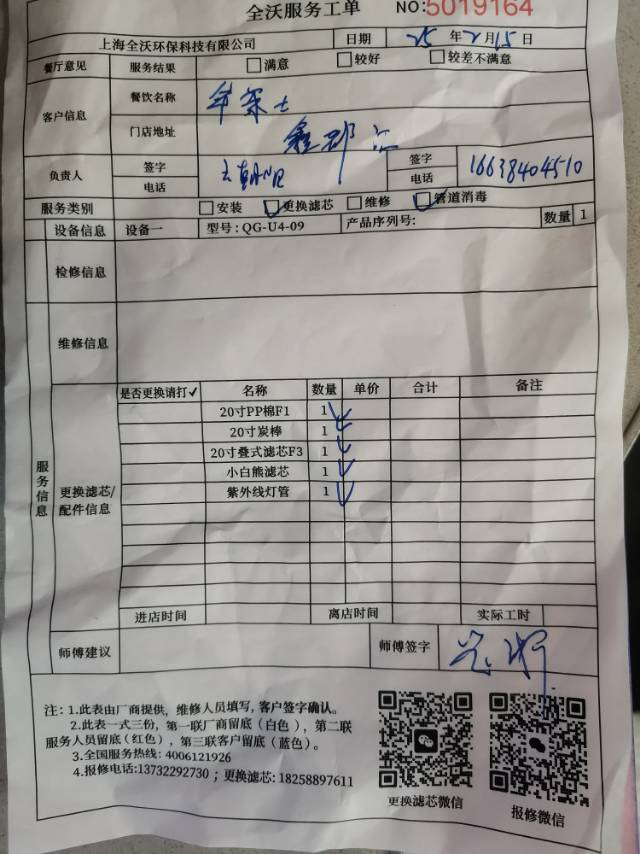 全沃服务工单 NO:5019164
上海全沃环保科技有限公司 日期 25 年 2 月 15 日
餐厅意见 服务结果 满意 较好 较差不满意
客户信息 餐饮名称
门店地址
负责人 签字 签字 16638404510
电话 电话
服务类别 安装 更换滤芯 维修 管道消毒
设备信息 设备一 型号:QG-U4-09 产品序列号: 数量 1
检修信息
维修信息
服务信息
更换滤芯/配件信息
是否更换请打✓ 名称 数量 单价 合计 备注
20寸PP棉F1 1
20寸炭棒 1
20寸叠式滤芯F3 1
小白熊滤芯 1
紫外线灯管 1
进店时间 离店时间 实际工时
师傅建议 师傅签字
注:1.此表由厂商提供,维修人员填写,客户签字确认。
2.此表一式三份,第一联厂商留底(白色),第二联
服务人员留底(红色),第三联客户留底(蓝色)。
3.全国服务热线:4006121926
4.报修电话:13732292730;更换滤芯:18258897611
更换滤芯微信 报修微信